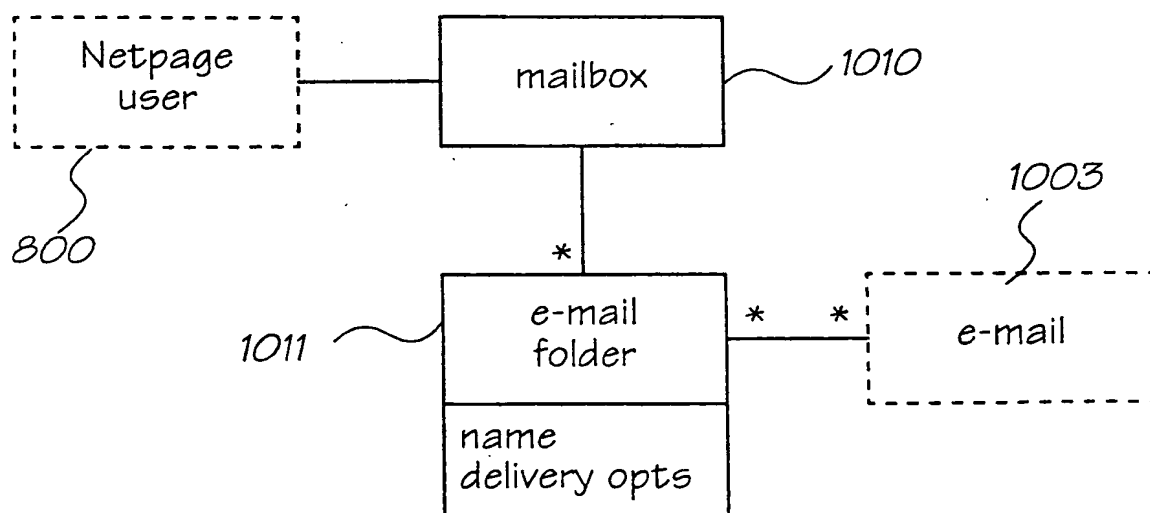 Netpage
user
mailbox
1010
800
1003
*
e-mail
folder
* *
e-mail
1011
name
delivery opts